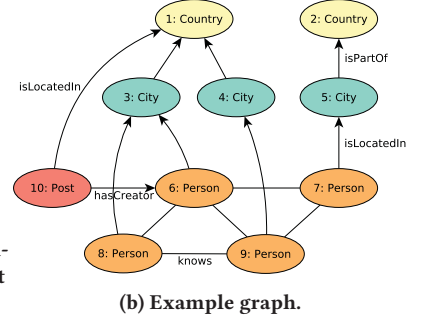 1: Country
2: Country
isPartOf
isLocatedIn
3: City
4: City
5: City
isLocatedIn
10: Post
hasCreator
6: Person
7: Person
8: Person
knows
9: Person
-
t
(b) Example graph.